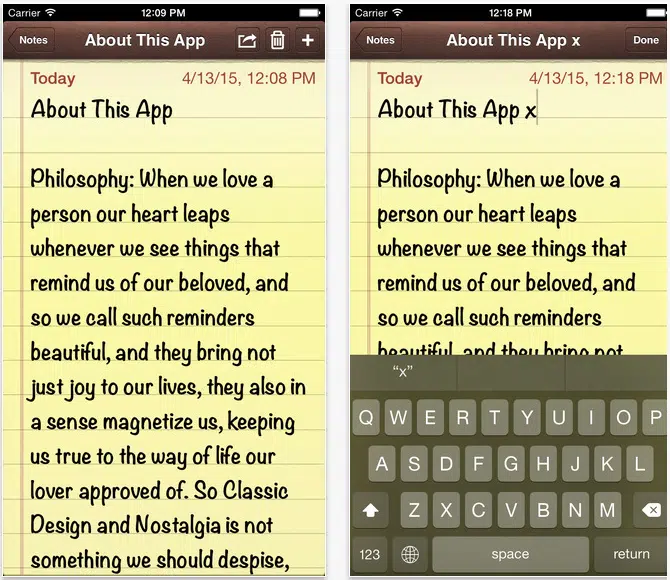 Carrier 12:09 PM
Notes About This App +
Today 4/13/15, 12:08 PM
About This App
Philosophy: When we love a
person our heart leaps
whenever we see things that
remind us of our beloved, and
so we call such reminders
beautiful, and they bring not
just joy to our lives, they also in
a sense magnetize us, keeping
us true to the way of life our
lover approved of. So Classic
Design and Nostalgia is not
something we should despise,
Carrier 12:18 PM
Notes About This App x Done
Today 4/13/15, 12:18 PM
About This App x
Philosophy: When we love a
person our heart leaps
whenever we see things that
remind us of our beloved, and
so we call such reminders
beautiful, and they bring not
“x”
Q W E R T Y U I O P
A S D F G H J K L
Z X C V B N M
123 space return